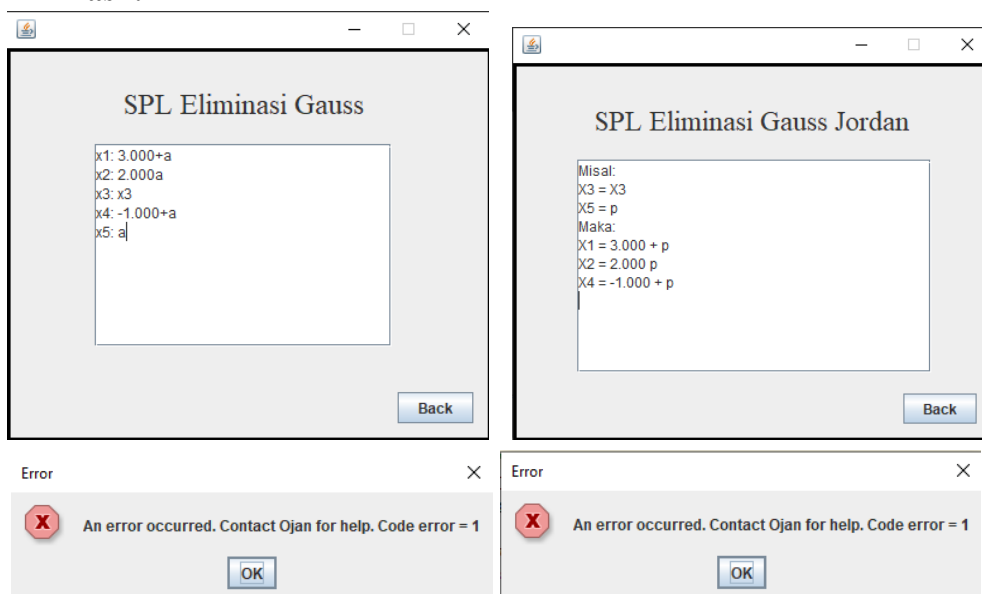 SPL Eliminasi Gauss
x1: 3.000+a
x2: 2.000a
x3: x3
x4: -1.000+a
x5: a
Back
SPL Eliminasi Gauss Jordan
Misal:
X3 = X3
X5 = p
Maka:
X1 = 3.000 + p
X2 = 2.000 p
X4 = -1.000 + p
Back
Error
An error occurred. Contact Ojan for help. Code error = 1
OK
Error
An error occurred. Contact Ojan for help. Code error = 1
OK